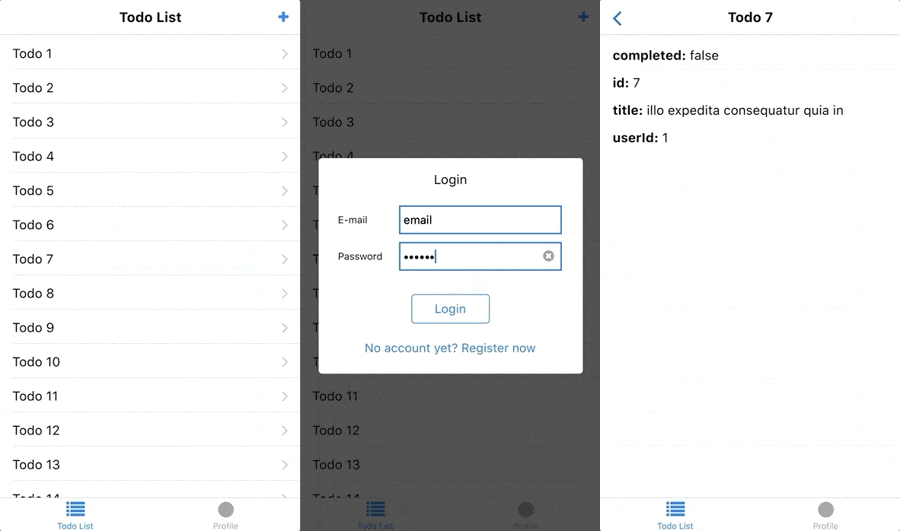 Todo List
+
Todo 1
Todo 2
Todo 3
Todo 4
Todo 5
Todo 6
Todo 7
Todo 8
Todo 9
Todo 10
Todo 11
Todo 12
Todo 13
Todo 14
Todo List
Profile
Todo List
+
Todo 1
Todo 2
Todo 3
Todo 4
Login
E-mail
email
Password
••••••
Login
No account yet? Register now
Todo 11
Todo 12
Todo 13
Todo 14
Todo List
Profile
Todo 7
completed: false
id: 7
title: illo expedita consequatur quia in
userId: 1
Todo List
Profile